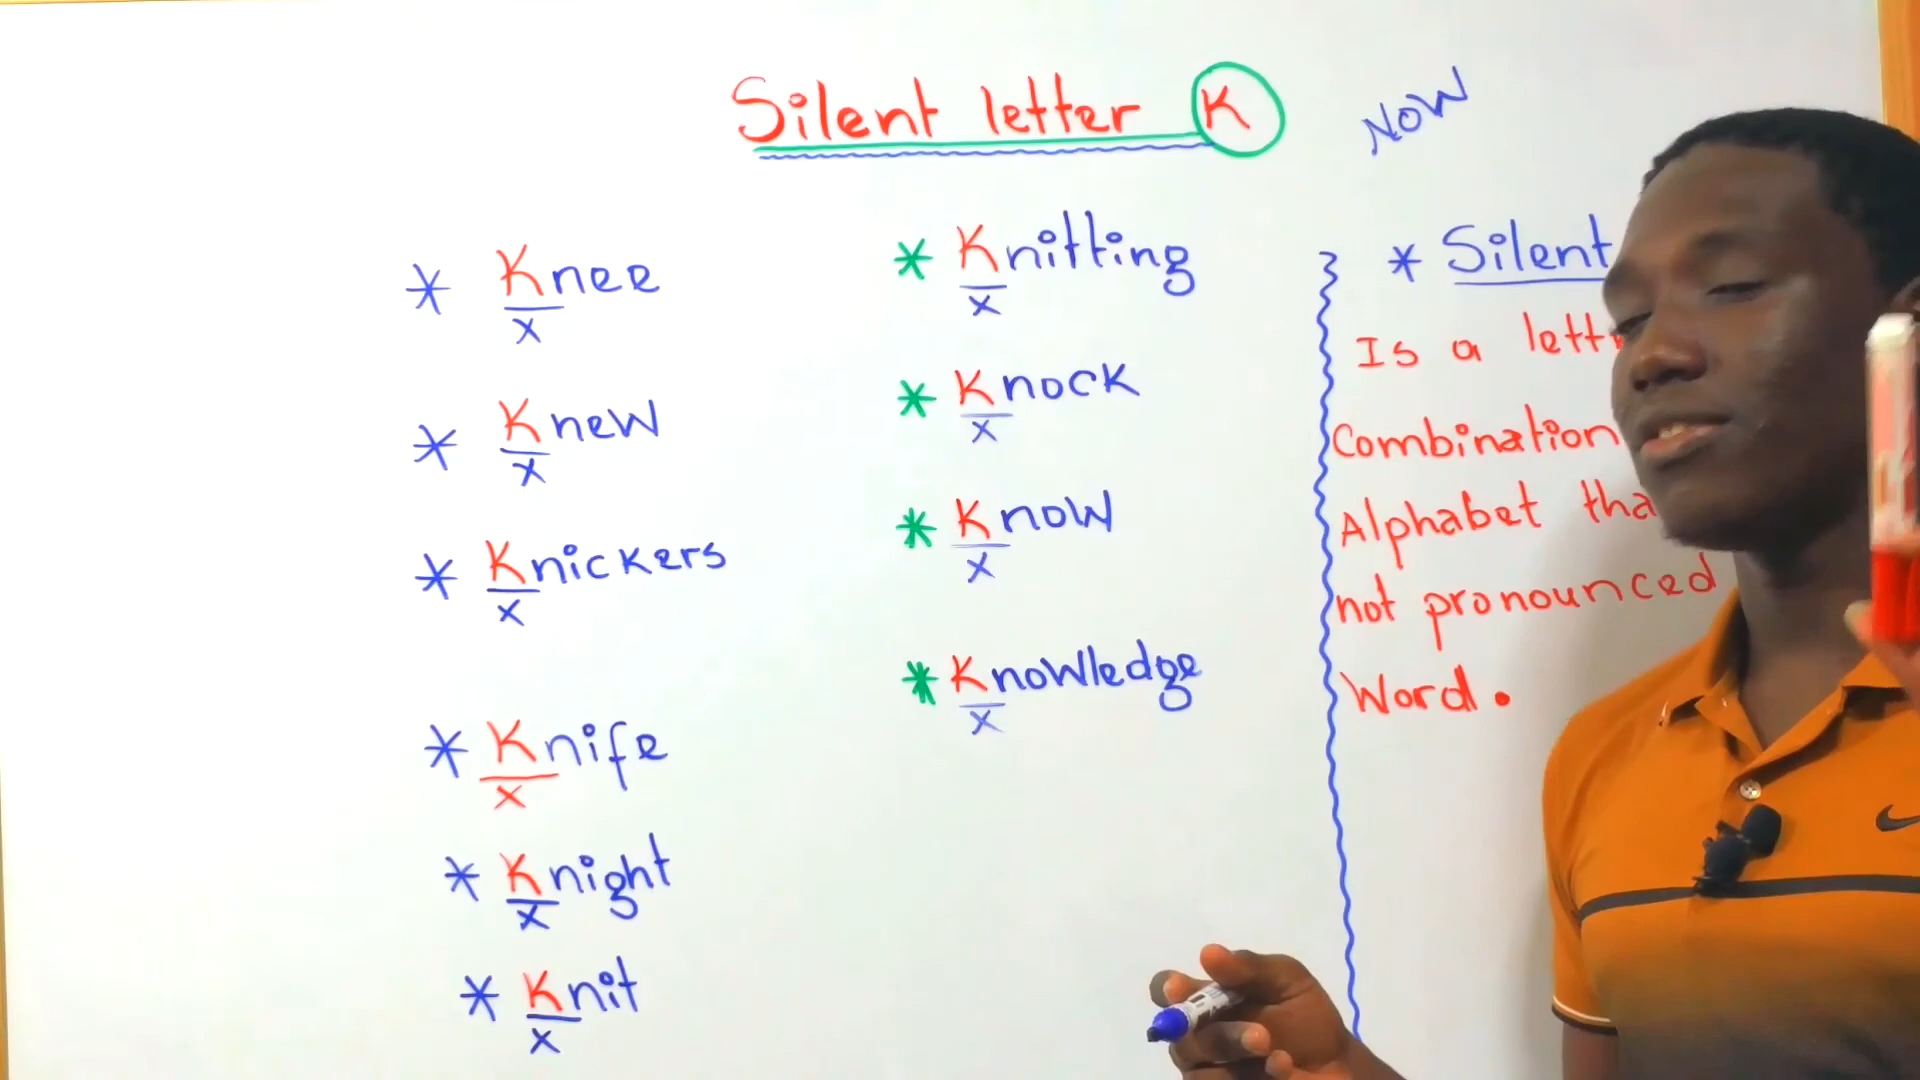 Silent letter K
NOW
* Knee
x
* Knew
x
* Knickers
x
* Knife
x
* Knight
x
* Knit
x
* Knitting
x
* Knock
x
* Know
x
* Knowledge
x
* Silent
Is a
Combination
Alphabet
not pronounced
Word.